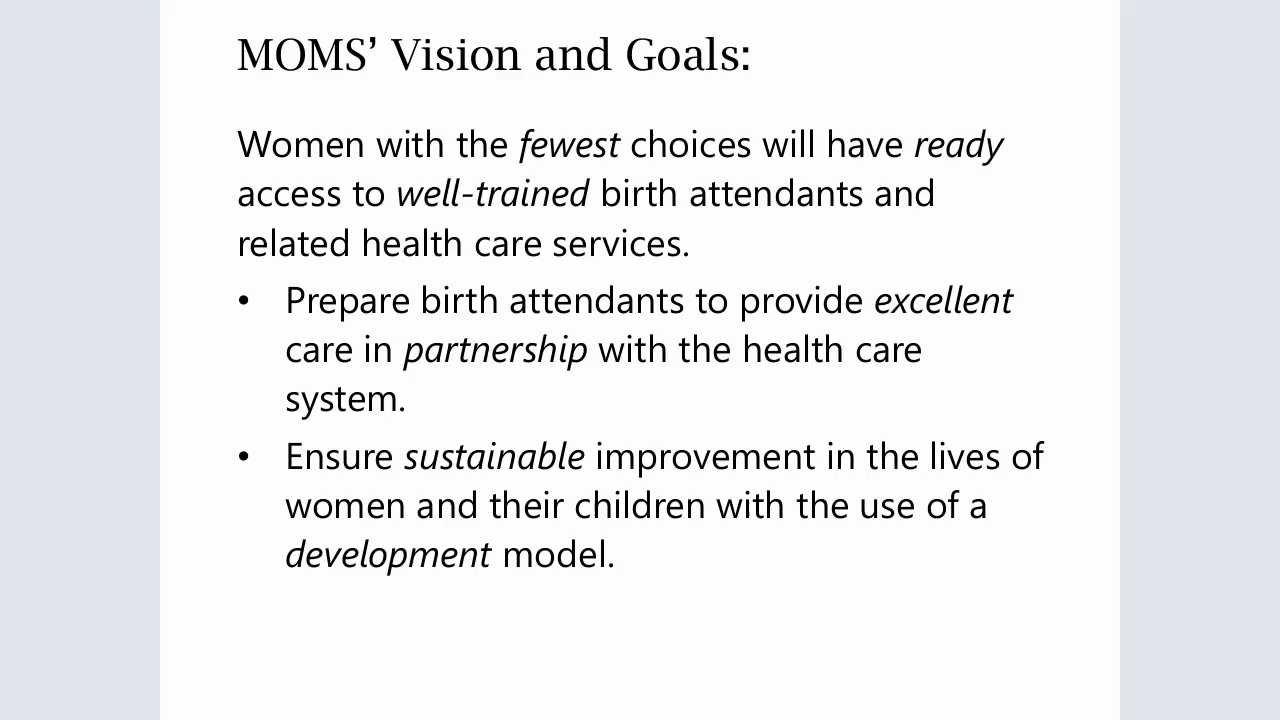 MOMS’ Vision and Goals:
Women with the fewest choices will have ready
access to well-trained birth attendants and
related health care services.
• Prepare birth attendants to provide excellent
care in partnership with the health care
system.
• Ensure sustainable improvement in the lives of
women and their children with the use of a
development model.